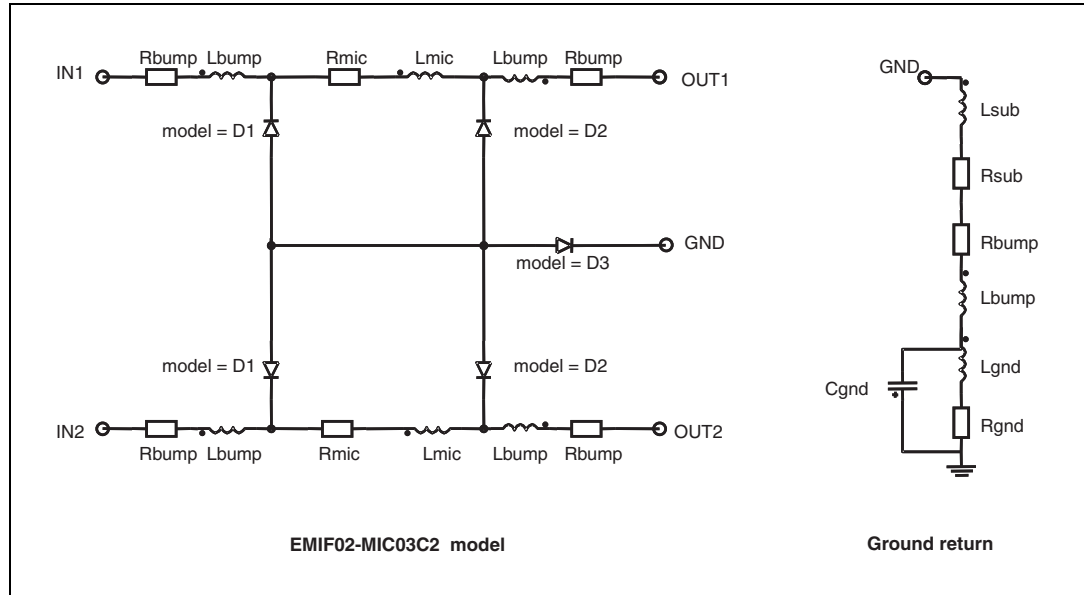 Rbump Lbump Rmic Lmic Lbump Rbump
IN1 OUT1
model = D1 model = D2
GND
model = D3
model = D1 model = D2
IN2 OUT2
Rbump Lbump Rmic Lmic Lbump Rbump
EMIF02-MIC03C2 model
GND
Lsub
Rsub
Rbump
Lbump
Lgnd
Cgnd
Rgnd
Ground return